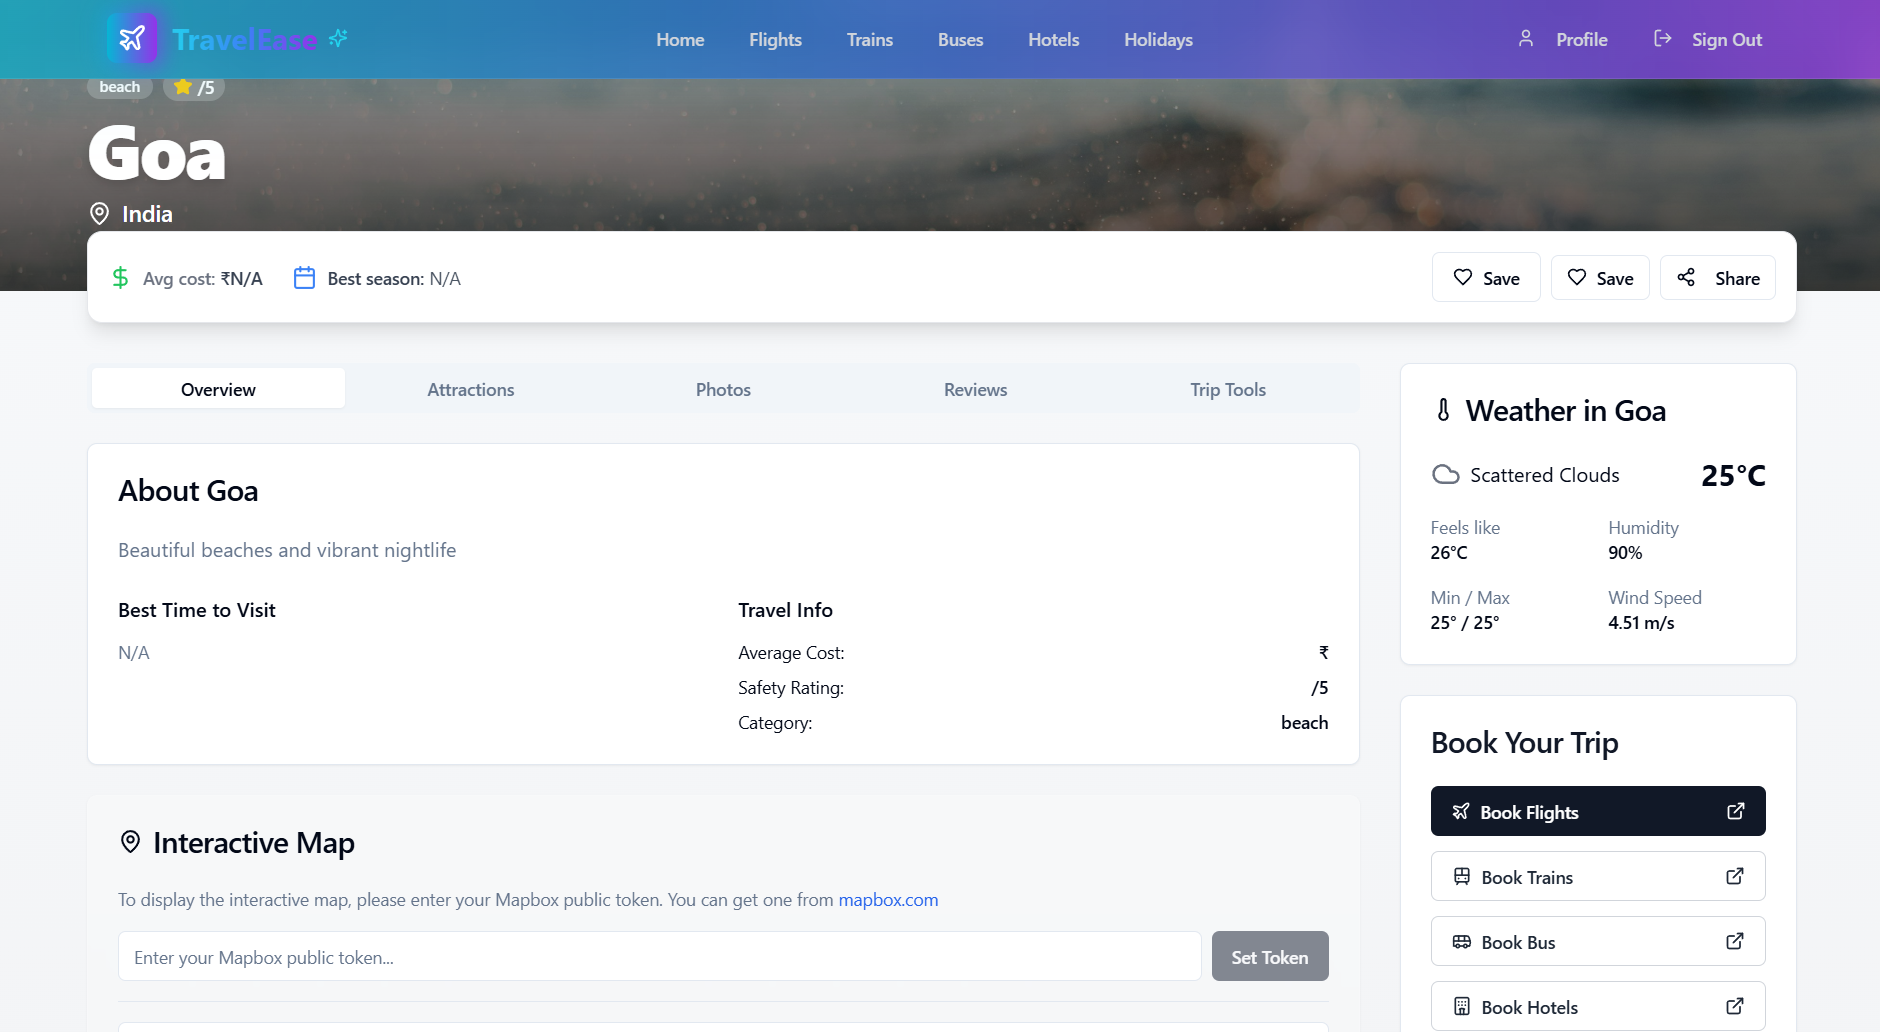 TravelEase
Home
Flights
Trains
Buses
Hotels
Holidays
Profile
Sign Out
beach
/5
Goa
India
Avg cost: ₹N/A
Best season: N/A
Save
Save
Share
Overview
Attractions
Photos
Reviews
Trip Tools
About Goa
Beautiful beaches and vibrant nightlife
Best Time to Visit
N/A
Travel Info
Average Cost: ₹
Safety Rating: /5
Category: beach
Interactive Map
To display the interactive map, please enter your Mapbox public token. You can get one from mapbox.com
Enter your Mapbox public token...
Set Token
Weather in Goa
Scattered Clouds
25°C
Feels like
26°C
Humidity
90%
Min / Max
25° / 25°
Wind Speed
4.51 m/s
Book Your Trip
Book Flights
Book Trains
Book Bus
Book Hotels